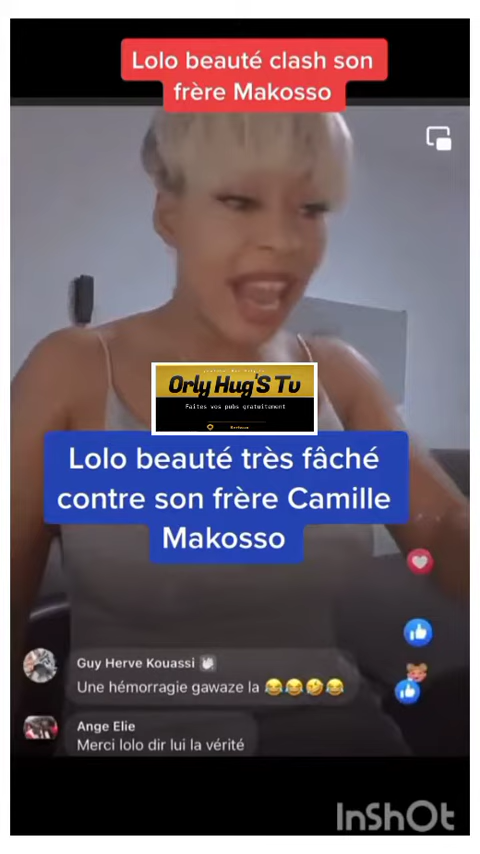 Lolo beauté clash son
frère Makosso
Orly Hug'S Tv
Faites vos pubs gratuitement
Lolo beauté très fâché
contre son frère Camille
Makosso
Guy Herve Kouassi
Une hémorragie gawaze la 😂😂🤣😂
Ange Elie
Merci lolo dir lui la vérité
InShOt